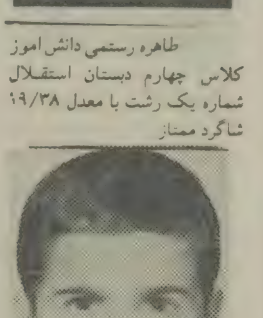 طاهره رستمی دانش اموز
کلاس چهارم دبستان استقلال
شماره یک رشت با معدل ۱۹/۳۸
شاگرد ممتاز